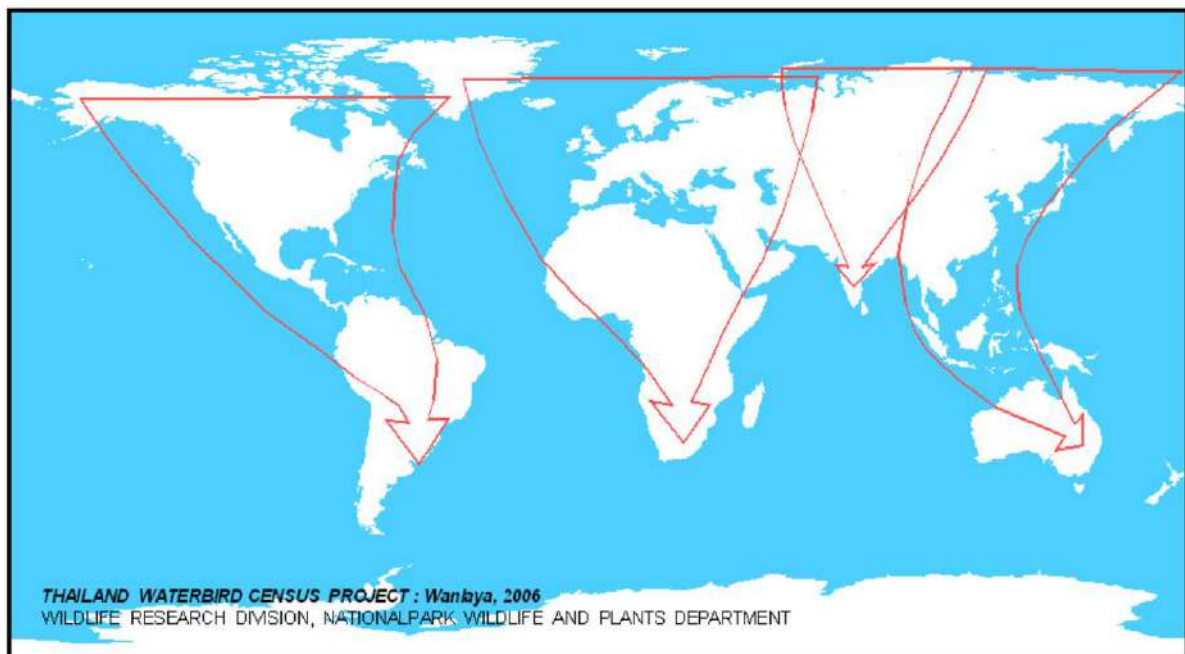 THAILAND WATERBIRD CENSUS PROJECT : Wanlaya, 2006
WILDLIFE RESEARCH DIVISION, NATIONALPARK WILDLIFE AND PLANTS DEPARTMENT